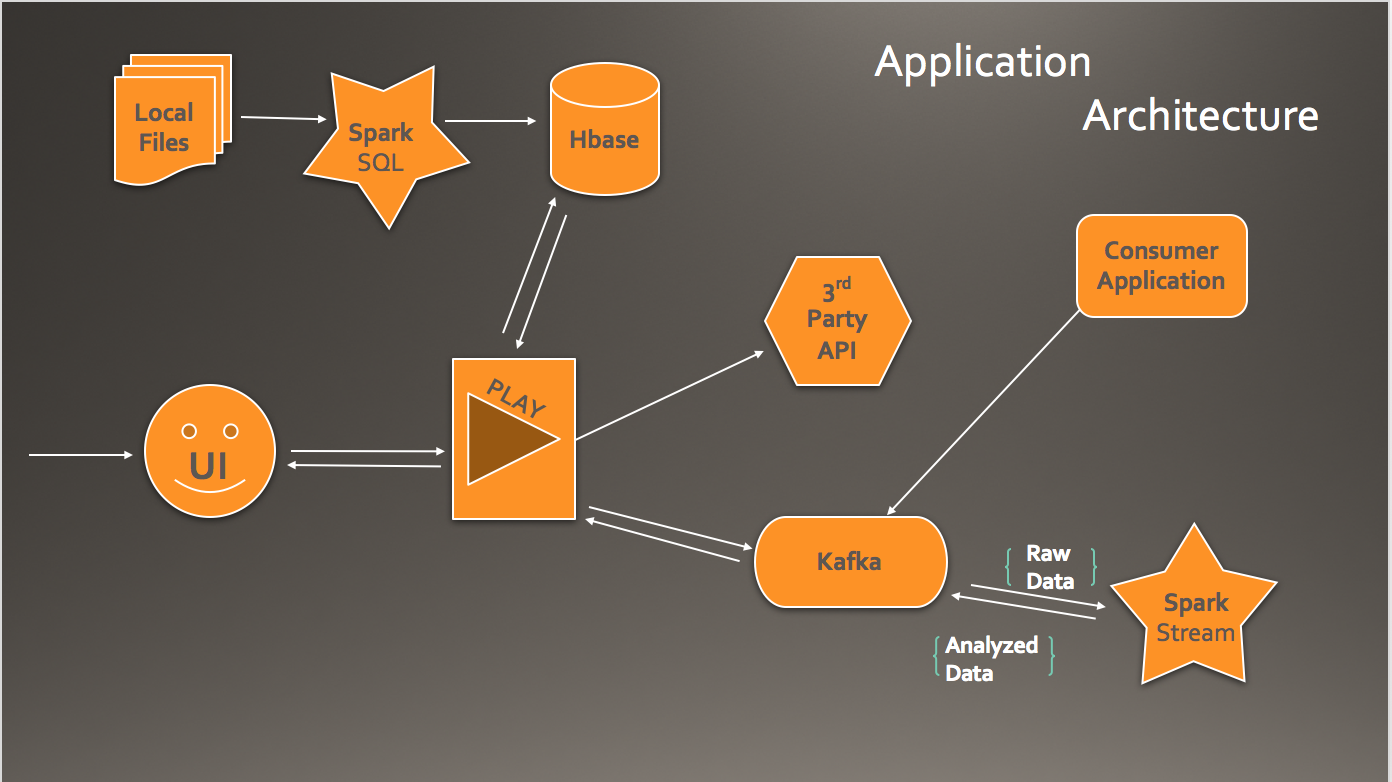 Application
Architecture
Local
Files
Spark
SQL
Hbase
Consumer
Application
3rd
Party
API
PLAY
UI
Kafka
{ Raw }
Data
Spark
Stream
{ Analyzed }
Data